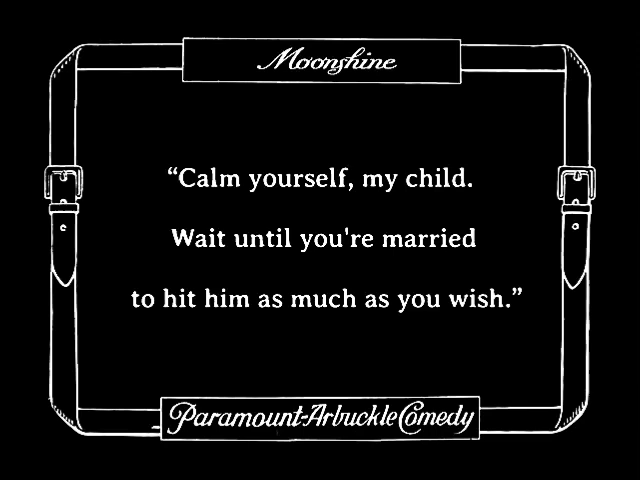 Moonshine
“Calm yourself, my child.
Wait until you're married
to hit him as much as you wish.”
Paramount-Arbuckle Comedy